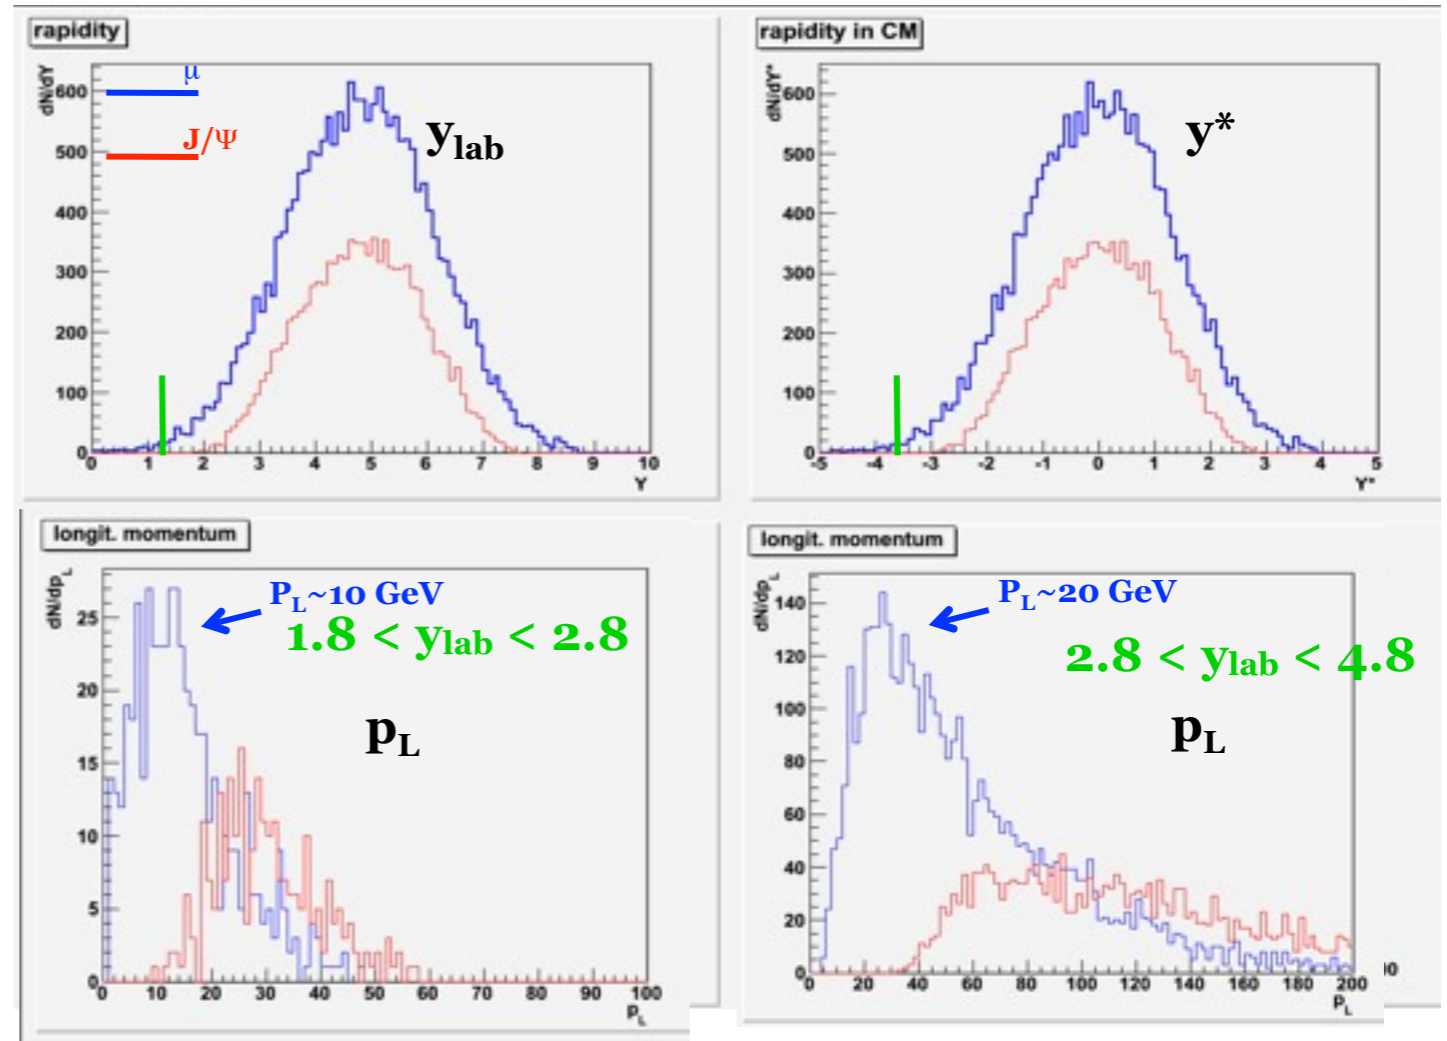 rapidity
dN/dY
600
500
400
300
200
100
0
μ
J/Ψ
y_lab
0 1 2 3 4 5 6 7 8 9 10
Y
rapidity in CM
dN/dY*
600
500
400
300
200
100
0
y*
-5 -4 -3 -2 -1 0 1 2 3 4 5
Y*
longit. momentum
dN/dp_L
25
20
15
10
5
0
P_L~10 GeV
1.8 < y_lab < 2.8
p_L
0 10 20 30 40 50 60 70 80 90 100
P_L
longit. momentum
dN/dp_L
140
120
100
80
60
40
20
0
P_L~20 GeV
2.8 < y_lab < 4.8
p_L
0 20 40 60 80 100 120 140 160 180 200
P_L